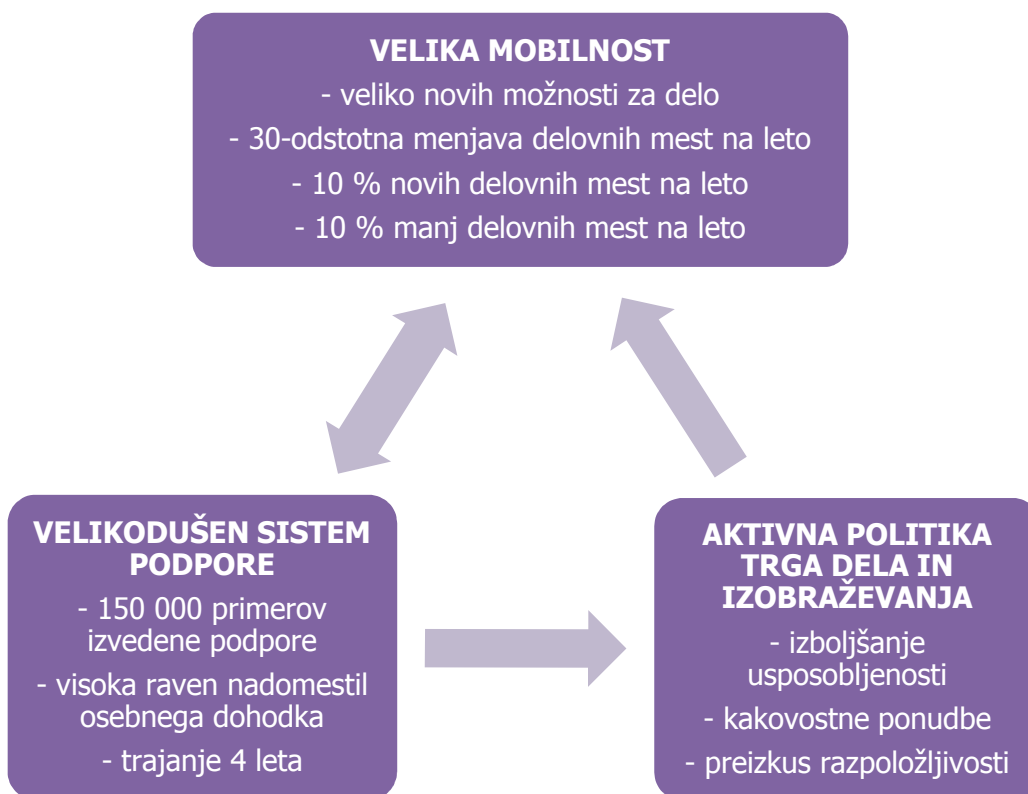 VELIKA MOBILNOST
- veliko novih možnosti za delo
- 30-odstotna menjava delovnih mest na leto
- 10 % novih delovnih mest na leto
- 10 % manj delovnih mest na leto
VELIKODUŠEN SISTEM
PODPORE
- 150 000 primerov
izvedene podpore
- visoka raven nadomestil
osebnega dohodka
- trajanje 4 leta
AKTIVNA POLITIKA
TRGA DELA IN
IZOBRAŽEVANJA
- izboljšanje
usposobljenosti
- kakovostne ponudbe
- preizkus razpoložljivosti